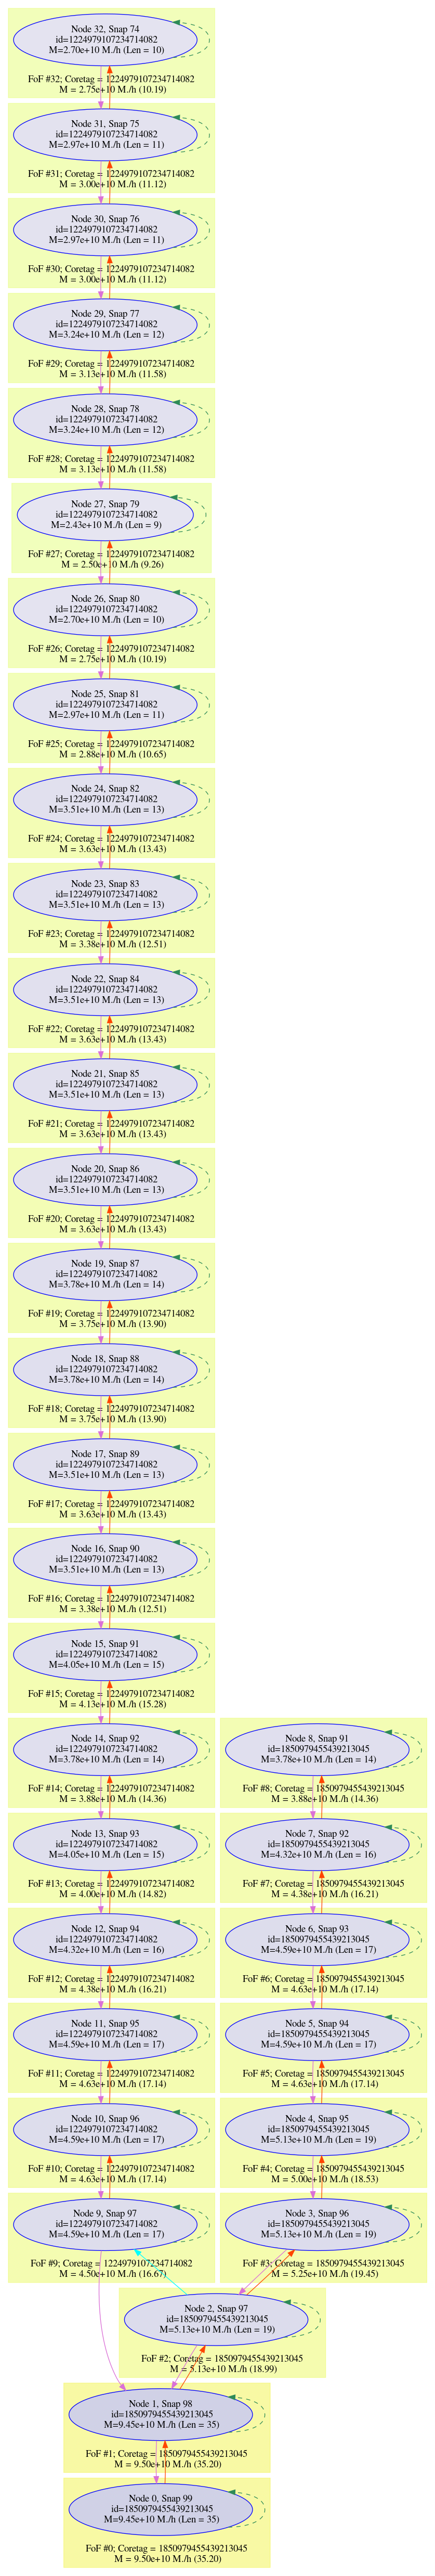 Node 32, Snap 74
id=1224979107234714082
M=2.70e+10 M./h (Len = 10)
FoF #32; Coretag = 1224979107234714082
M = 2.75e+10 M./h (10.19)
Node 31, Snap 75
id=1224979107234714082
M=2.97e+10 M./h (Len = 11)
FoF #31; Coretag = 1224979107234714082
M = 3.00e+10 M./h (11.12)
Node 30, Snap 76
id=1224979107234714082
M=2.97e+10 M./h (Len = 11)
FoF #30; Coretag = 1224979107234714082
M = 3.00e+10 M./h (11.12)
Node 29, Snap 77
id=1224979107234714082
M=3.24e+10 M./h (Len = 12)
FoF #29; Coretag = 1224979107234714082
M = 3.13e+10 M./h (11.58)
Node 28, Snap 78
id=1224979107234714082
M=3.24e+10 M./h (Len = 12)
FoF #28; Coretag = 1224979107234714082
M = 3.13e+10 M./h (11.58)
Node 27, Snap 79
id=1224979107234714082
M=2.43e+10 M./h (Len = 9)
FoF #27; Coretag = 1224979107234714082
M = 2.50e+10 M./h (9.26)
Node 26, Snap 80
id=1224979107234714082
M=2.70e+10 M./h (Len = 10)
FoF #26; Coretag = 1224979107234714082
M = 2.75e+10 M./h (10.19)
Node 25, Snap 81
id=1224979107234714082
M=2.97e+10 M./h (Len = 11)
FoF #25; Coretag = 1224979107234714082
M = 2.88e+10 M./h (10.65)
Node 24, Snap 82
id=1224979107234714082
M=3.51e+10 M./h (Len = 13)
FoF #24; Coretag = 1224979107234714082
M = 3.63e+10 M./h (13.43)
Node 23, Snap 83
id=1224979107234714082
M=3.51e+10 M./h (Len = 13)
FoF #23; Coretag = 1224979107234714082
M = 3.38e+10 M./h (12.51)
Node 22, Snap 84
id=1224979107234714082
M=3.51e+10 M./h (Len = 13)
FoF #22; Coretag = 1224979107234714082
M = 3.63e+10 M./h (13.43)
Node 21, Snap 85
id=1224979107234714082
M=3.51e+10 M./h (Len = 13)
FoF #21; Coretag = 1224979107234714082
M = 3.63e+10 M./h (13.43)
Node 20, Snap 86
id=1224979107234714082
M=3.51e+10 M./h (Len = 13)
FoF #20; Coretag = 1224979107234714082
M = 3.63e+10 M./h (13.43)
Node 19, Snap 87
id=1224979107234714082
M=3.78e+10 M./h (Len = 14)
FoF #19; Coretag = 1224979107234714082
M = 3.75e+10 M./h (13.90)
Node 18, Snap 88
id=1224979107234714082
M=3.78e+10 M./h (Len = 14)
FoF #18; Coretag = 1224979107234714082
M = 3.75e+10 M./h (13.90)
Node 17, Snap 89
id=1224979107234714082
M=3.51e+10 M./h (Len = 13)
FoF #17; Coretag = 1224979107234714082
M = 3.63e+10 M./h (13.43)
Node 16, Snap 90
id=1224979107234714082
M=3.51e+10 M./h (Len = 13)
FoF #16; Coretag = 1224979107234714082
M = 3.38e+10 M./h (12.51)
Node 15, Snap 91
id=1224979107234714082
M=4.05e+10 M./h (Len = 15)
FoF #15; Coretag = 1224979107234714082
M = 4.13e+10 M./h (15.28)
Node 14, Snap 92
id=1224979107234714082
M=3.78e+10 M./h (Len = 14)
FoF #14; Coretag = 1224979107234714082
M = 3.88e+10 M./h (14.36)
Node 8, Snap 91
id=1850979455439213045
M=3.78e+10 M./h (Len = 14)
FoF #8; Coretag = 1850979455439213045
M = 3.88e+10 M./h (14.36)
Node 13, Snap 93
id=1224979107234714082
M=4.05e+10 M./h (Len = 15)
FoF #13; Coretag = 1224979107234714082
M = 4.00e+10 M./h (14.82)
Node 7, Snap 92
id=1850979455439213045
M=4.32e+10 M./h (Len = 16)
FoF #7; Coretag = 1850979455439213045
M = 4.38e+10 M./h (16.21)
Node 12, Snap 94
id=1224979107234714082
M=4.32e+10 M./h (Len = 16)
FoF #12; Coretag = 1224979107234714082
M = 4.38e+10 M./h (16.21)
Node 6, Snap 93
id=1850979455439213045
M=4.59e+10 M./h (Len = 17)
FoF #6; Coretag = 1850979455439213045
M = 4.63e+10 M./h (17.14)
Node 11, Snap 95
id=1224979107234714082
M=4.59e+10 M./h (Len = 17)
FoF #11; Coretag = 1224979107234714082
M = 4.63e+10 M./h (17.14)
Node 5, Snap 94
id=1850979455439213045
M=4.59e+10 M./h (Len = 17)
FoF #5; Coretag = 1850979455439213045
M = 4.63e+10 M./h (17.14)
Node 10, Snap 96
id=1224979107234714082
M=4.59e+10 M./h (Len = 17)
FoF #10; Coretag = 1224979107234714082
M = 4.63e+10 M./h (17.14)
Node 4, Snap 95
id=1850979455439213045
M=5.13e+10 M./h (Len = 19)
FoF #4; Coretag = 1850979455439213045
M = 5.00e+10 M./h (18.53)
Node 9, Snap 97
id=1224979107234714082
M=4.59e+10 M./h (Len = 17)
FoF #9; Coretag = 1224979107234714082
M = 4.50e+10 M./h (16.67)
Node 3, Snap 96
id=1850979455439213045
M=5.13e+10 M./h (Len = 19)
FoF #3; Coretag = 1850979455439213045
M = 5.25e+10 M./h (19.45)
Node 2, Snap 97
id=1850979455439213045
M=5.13e+10 M./h (Len = 19)
FoF #2; Coretag = 1850979455439213045
M = 5.13e+10 M./h (18.99)
Node 1, Snap 98
id=1850979455439213045
M=9.45e+10 M./h (Len = 35)
FoF #1; Coretag = 1850979455439213045
M = 9.50e+10 M./h (35.20)
Node 0, Snap 99
id=1850979455439213045
M=9.45e+10 M./h (Len = 35)
FoF #0; Coretag = 1850979455439213045
M = 9.50e+10 M./h (35.20)